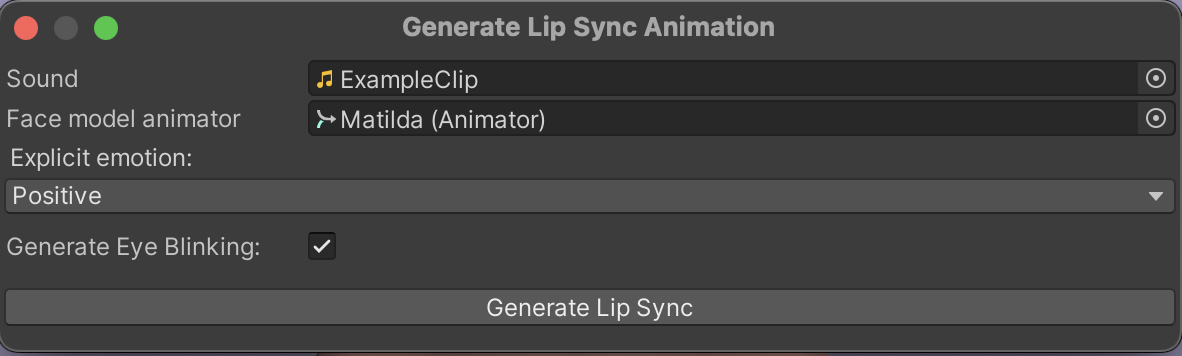 Generate Lip Sync Animation
Sound ExampleClip
Face model animator Matilda (Animator)
Explicit emotion:
Positive
Generate Eye Blinking:
Generate Lip Sync